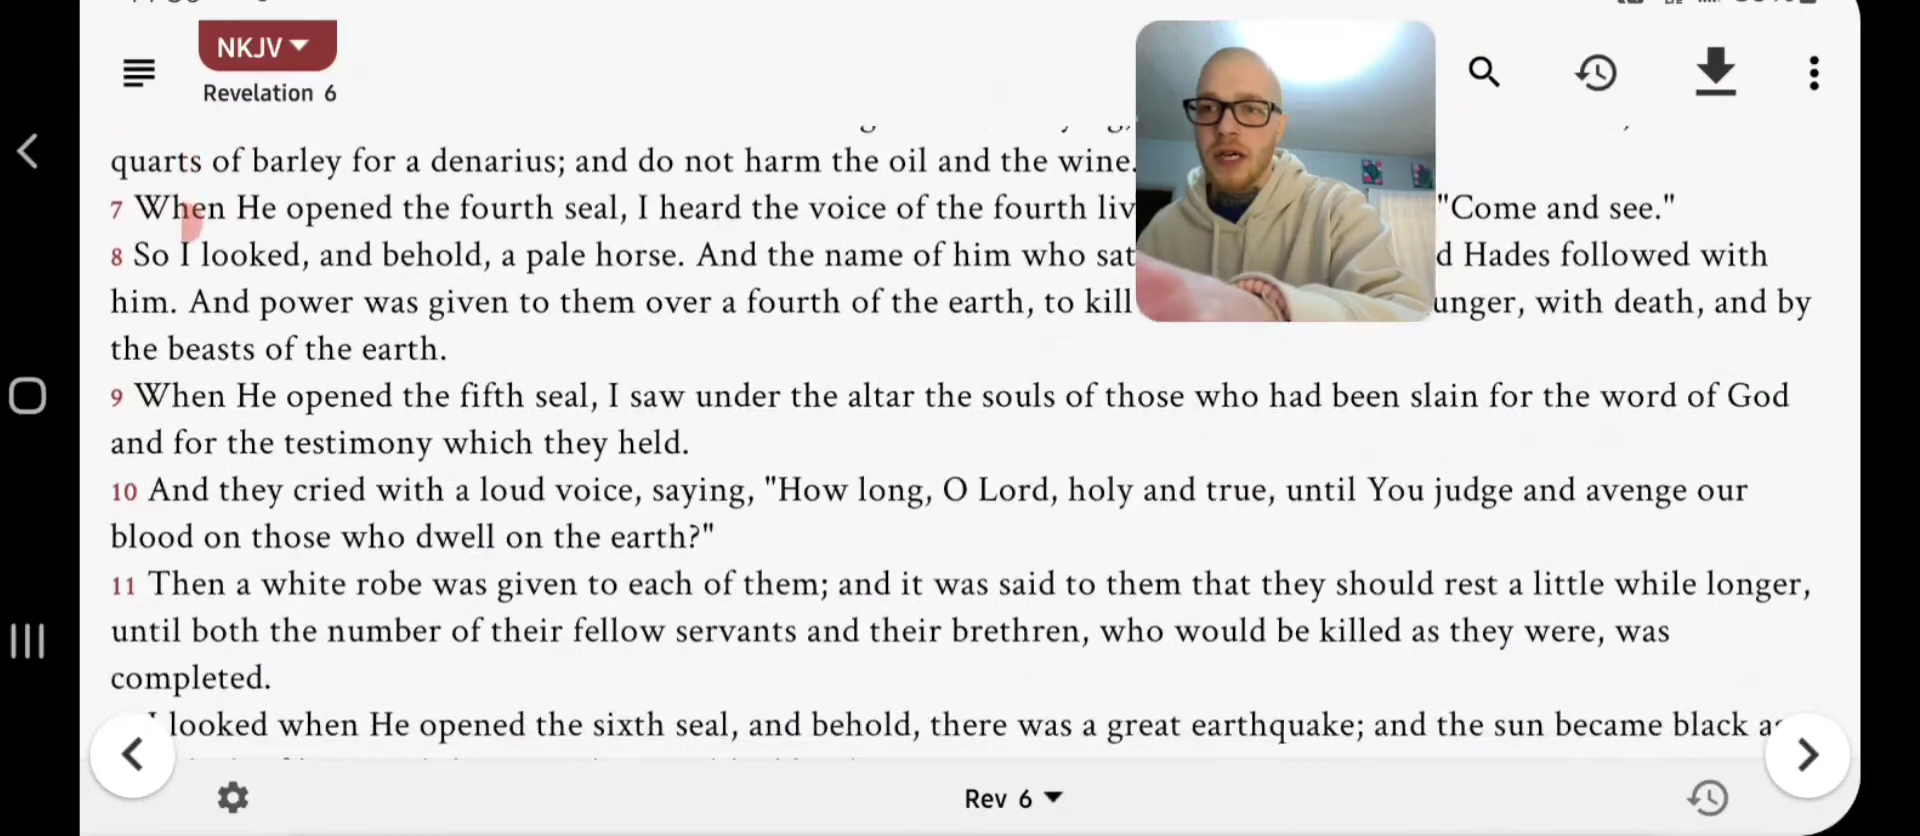 NKJV
Revelation 6
quarts of barley for a denarius; and do not harm the oil and the wine.
7 When He opened the fourth seal, I heard the voice of the fourth "Come and see."
8 So I looked, and behold, a pale horse. And the name of him who sat Hades followed with
him. And power was given to them over a fourth of the earth, to kill with death, and by
the beasts of the earth.
9 When He opened the fifth seal, I saw under the altar the souls of those who had been slain for the word of God
and for the testimony which they held.
10 And they cried with a loud voice, saying, "How long, O Lord, holy and true, until You judge and avenge our
blood on those who dwell on the earth?"
11 Then a white robe was given to each of them; and it was said to them that they should rest a little while longer,
until both the number of their fellow servants and their brethren, who would be killed as they were, was
completed.
looked when He opened the sixth seal, and behold, there was a great earthquake; and the sun became black
Rev 6